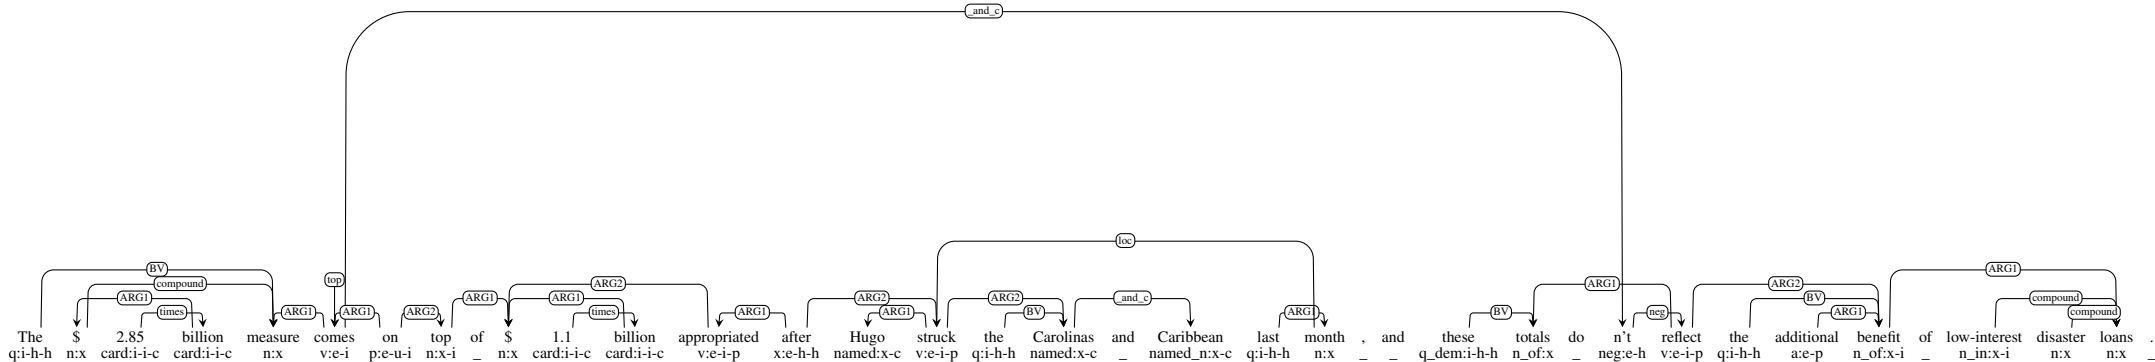 _and_c
loc
BV ARG1
compound top ARG2 ARG1 ARG2
ARG1 ARG1 ARG2 ARG2 _and_c BV compound
times ARG1 ARG1 ARG2 ARG1 times ARG1 ARG1 BV ARG1 BV neg ARG1 compound
The $ 2.85 billion measure comes on top of $ 1.1 billion appropriated after Hugo struck the Carolinas and Caribbean last month , and these totals do n't reflect the additional benefit of low-interest disaster loans
q:i-h-h n:x card:i-i-c card:i-i-c n:x v:e-i p:e-u-i n:x-i _ n:x card:i-i-c card:i-i-c v:e-i-p x:e-h-h named:x-c v:e-i-p q:i-h-h named:x-c _ named_n:x-c q:i-h-h n:x _ _ q_dem:i-h-h n_of:x _ neg:e-h v:e-i-p q:i-h-h a:e-p n_of:x-i _ n_in:x-i n:x n:x _